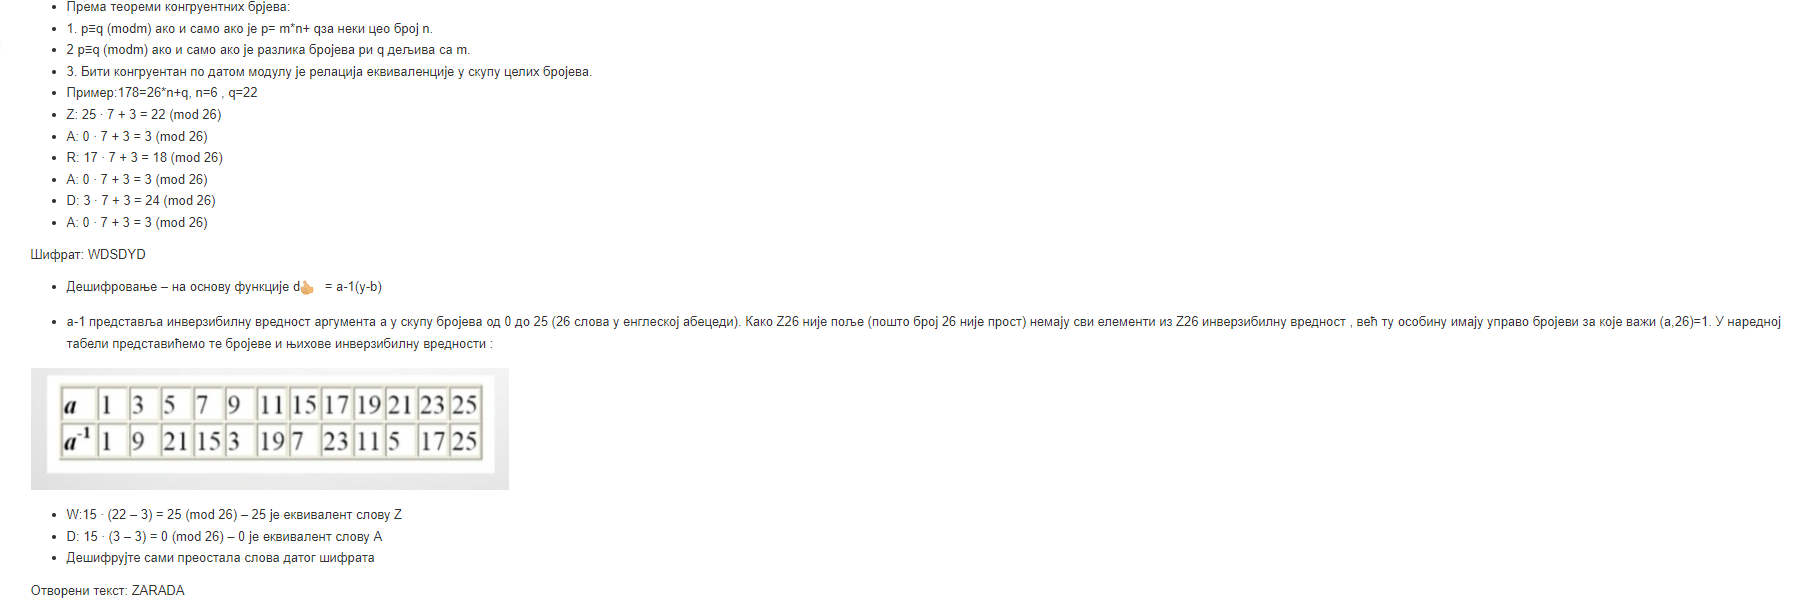 • Према теореми конгруентних брјева:
• 1. p≡q (modm) ако и само ако је p= m*n+ qза неки цео број n.
• 2 p≡q (modm) ако и само ако је разлика бројева pи q дељива са m.
• 3. Бити конгруентан по датом модулу је релација еквиваленције у скупу целих бројева.
• Пример:178=26*n+q, n=6 , q=22
• Z: 25 · 7 + 3 = 22 (mod 26)
• A: 0 · 7 + 3 = 3 (mod 26)
• R: 17 · 7 + 3 = 18 (mod 26)
• A: 0 · 7 + 3 = 3 (mod 26)
• D: 3 · 7 + 3 = 24 (mod 26)
• A: 0 · 7 + 3 = 3 (mod 26)
Шифрат: WDSDYD
• Дешифровање – на основу функције d👍 = a-1(y-b)
• a-1 представља инверзибилну вредност аргумента a у скупу бројева од 0 до 25 (26 слова у енглеској абецеди). Како Z26 није поље (пошто број 26 није прост) немају сви елементи из Z26 инверзибилну вредност , већ ту особину имају управо бројеви за које важи (a,26)=1. У наредној
табели представићемо те бројеве и њихове инверзибилну вредности :
a 1 3 5 7 9 11 15 17 19 21 23 25
a⁻¹ 1 9 21 15 3 19 7 23 11 5 17 25
• W:15 · (22 – 3) = 25 (mod 26) – 25 је еквивалент слову Z
• D: 15 · (3 – 3) = 0 (mod 26) – 0 је еквивалент слову A
• Дешифрујте сами преостала слова датог шифрата
Отворени текст: ZARADA